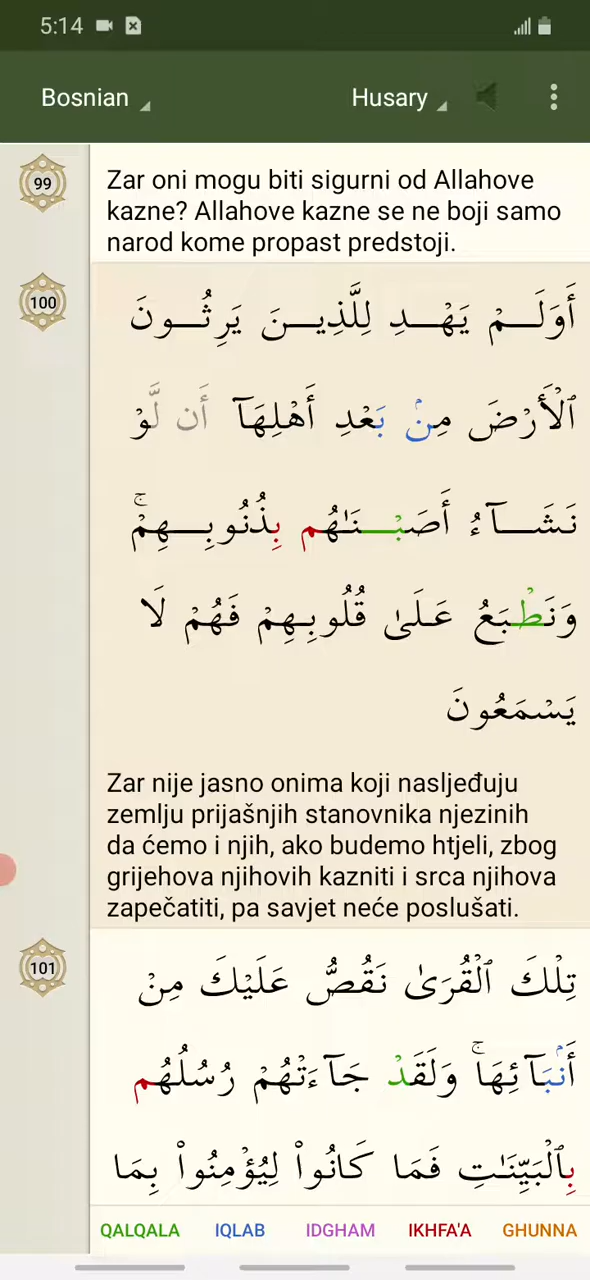 5:14
Bosnian Husary
99
Zar oni mogu biti sigurni od Allahove
kazne? Allahove kazne se ne boji samo
narod kome propast predstoji.
100
أَوَلَمْ يَهْدِ لِلَّذِينَ يَرِثُونَ
ٱلْأَرْضَ مِنۢ بَعْدِ أَهْلِهَآ أَن لَّوْ
نَشَآءُ أَصَبْنَـٰهُم بِذُنُوبِهِمْ ۚ
وَنَطْبَعُ عَلَىٰ قُلُوبِهِمْ فَهُمْ لَا
يَسْمَعُونَ
Zar nije jasno onima koji nasljeđuju
zemlju prijašnjih stanovnika njezinih
da ćemo i njih, ako budemo htjeli, zbog
grijehova njihovih kazniti i srca njihova
zapečatiti, pa savjet neće poslušati.
101
تِلْكَ ٱلْقُرَىٰ نَقُصُّ عَلَيْكَ مِنْ
أَنۢبَآئِهَا ۚ وَلَقَدْ جَآءَتْهُمْ رُسُلُهُم
بِٱلْبَيِّنَـٰتِ فَمَا كَانُوا۟ لِيُؤْمِنُوا۟ بِمَا
QALQALA IQLAB IDGHAM IKHFA'A GHUNNA